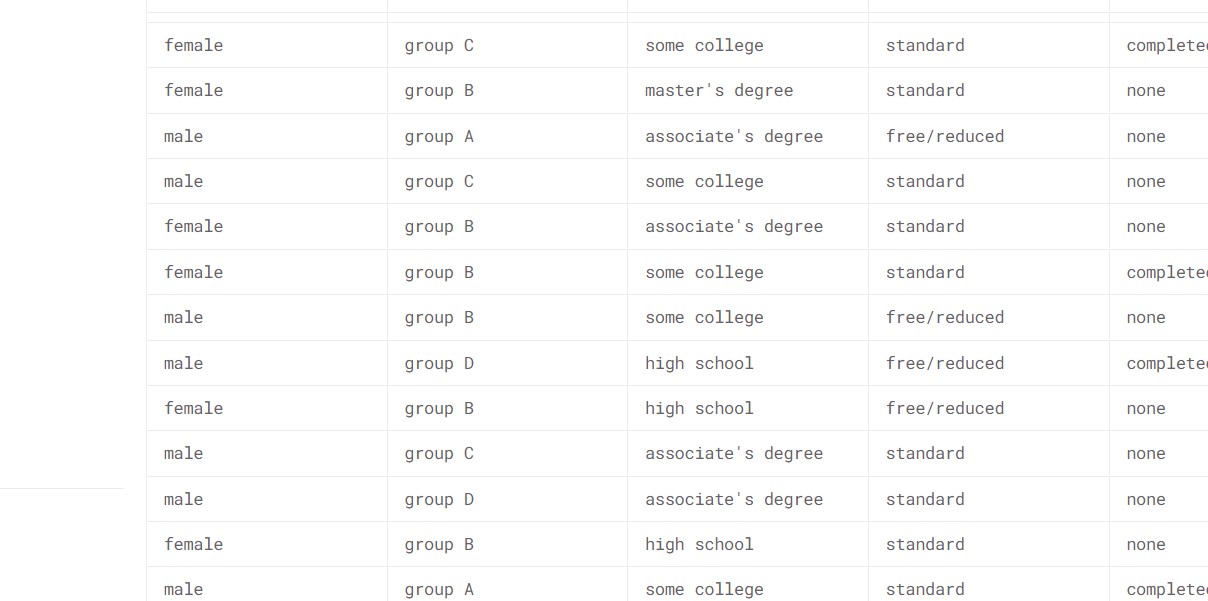 female group C some college standard complete
female group B master's degree standard none
male group A associate's degree free/reduced none
male group C some college standard none
female group B associate's degree standard none
female group B some college standard complete
male group B some college free/reduced none
male group D high school free/reduced complete
female group B high school free/reduced none
male group C associate's degree standard none
male group D associate's degree standard none
female group B high school standard none
male group A some college standard complete